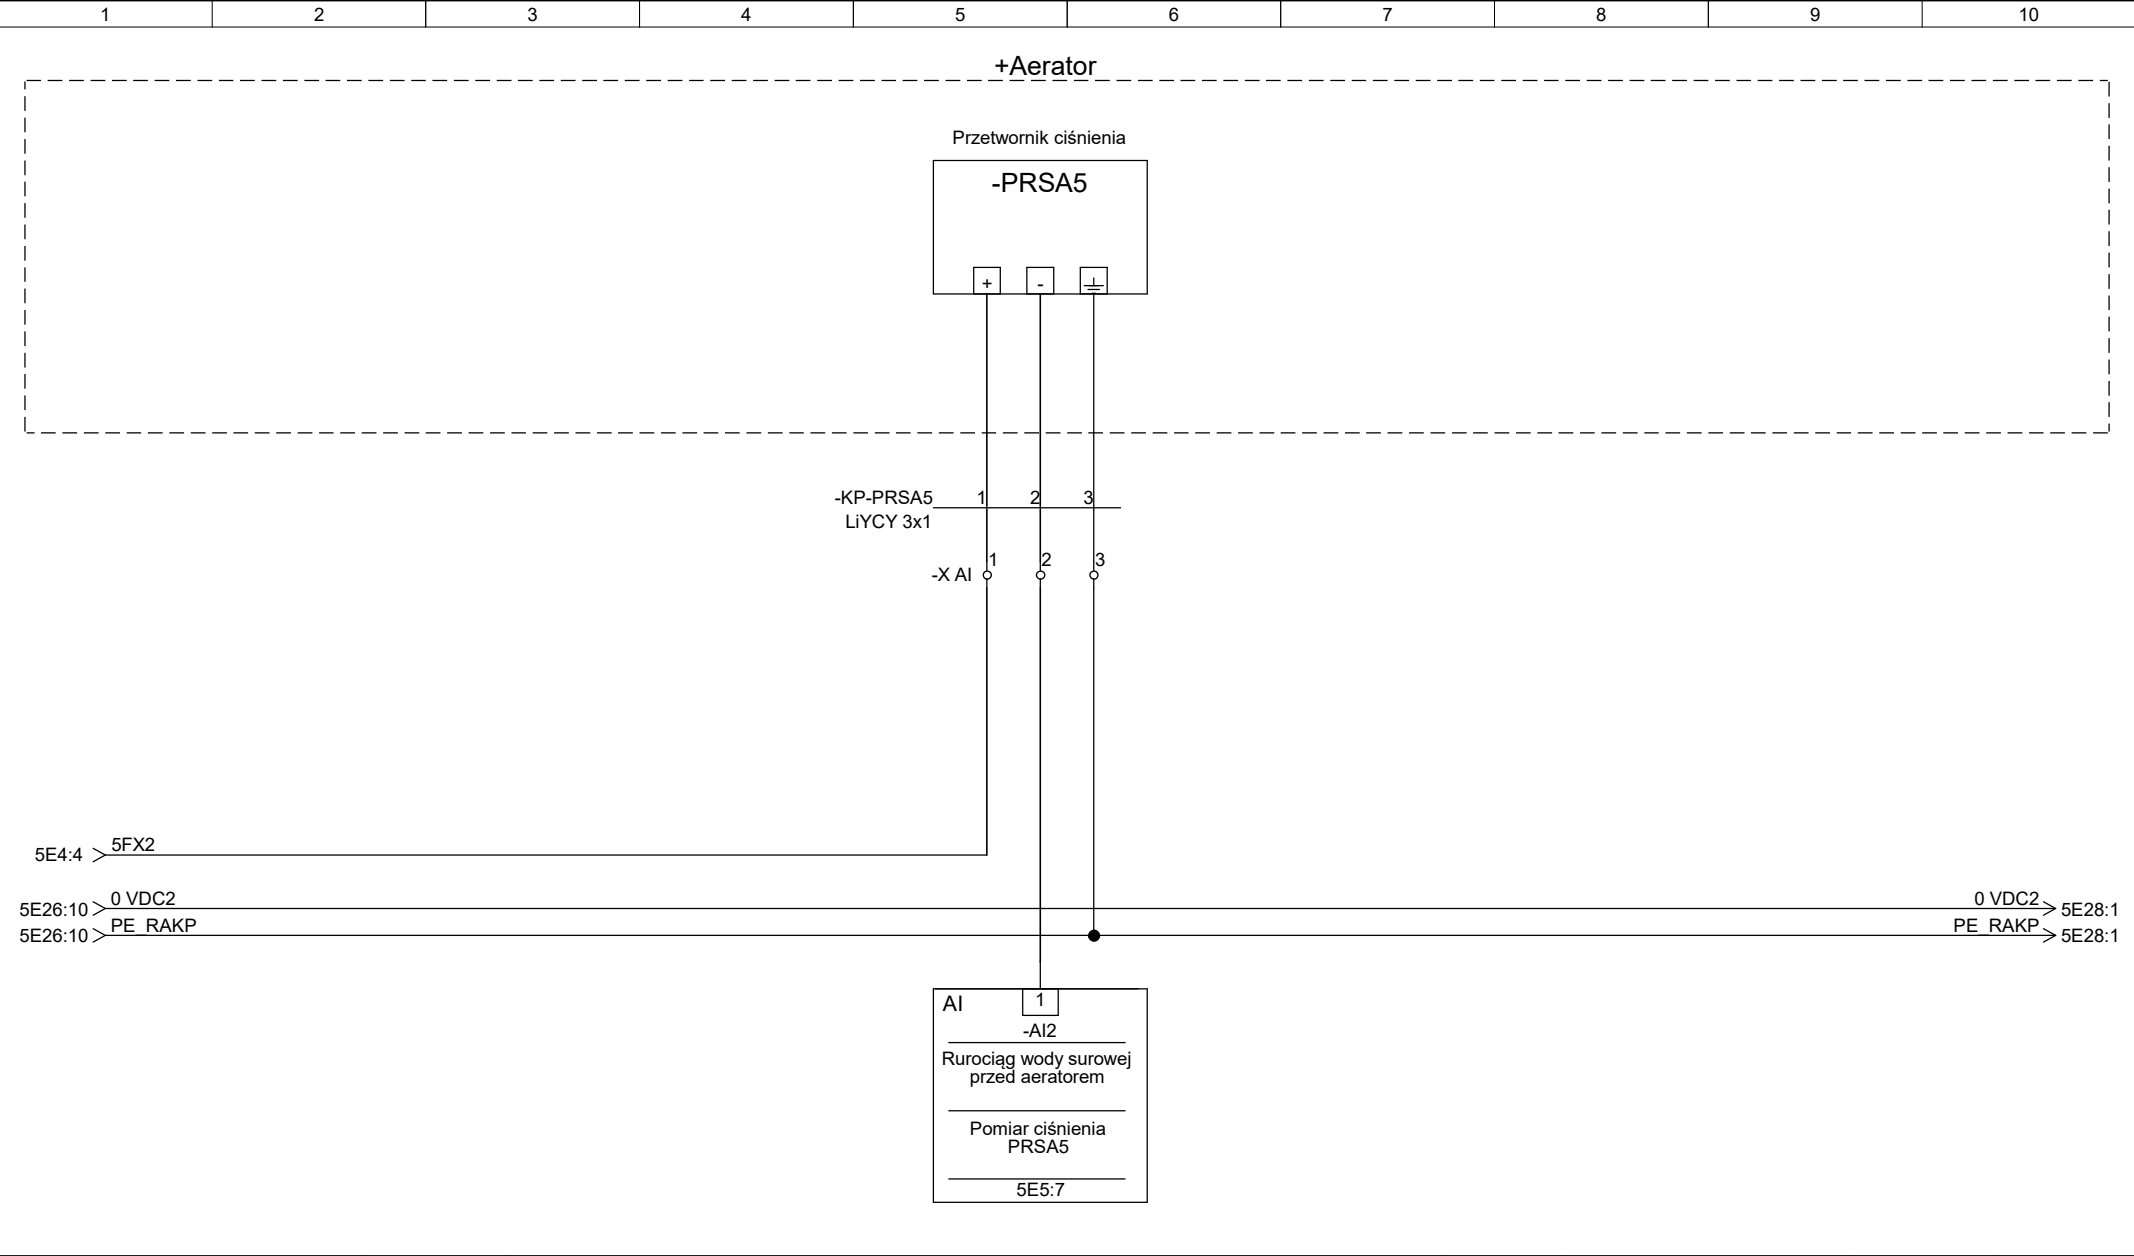 1 2 3 4 5 6 7 8 9 10
+Aerator
Przetwornik ciśnienia
-PRSA5
+ -
-KP-PRSA5 1 2 3
LiYCY 3x1
1 2 3
-X AI
5FX2
5E4:4
0 VDC2 0 VDC2
5E26:10 5E28:1
PE_RAKP PE_RAKP
5E26:10 5E28:1
AI 1
-AI2
Rurociąg wody surowej
przed aeratorem
Pomiar ciśnienia
PRSA5
5E5:7